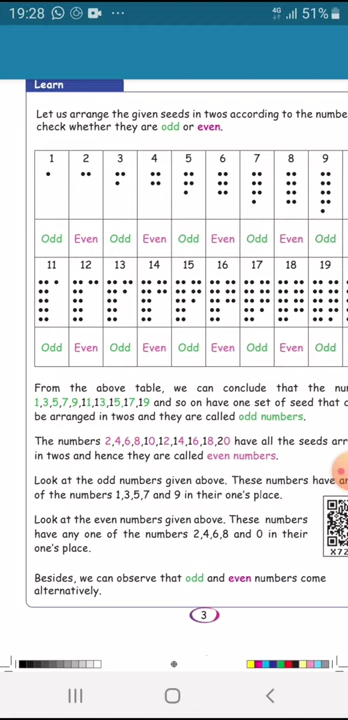 19:28 4G 51%
Learn
Let us arrange the given seeds in twos according to the numbe
check whether they are odd or even.
1 2 3 4 5 6 7 8 9
Odd Even Odd Even Odd Even Odd Even Odd
11 12 13 14 15 16 17 18 19
Odd Even Odd Even Odd Even Odd Even Odd
From the above table, we can conclude that the nu
1,3,5,7,9,11,13,15,17,19 and so on have one set of seed that c
be arranged in twos and they are called odd numbers.
The numbers 2,4,6,8,10,12,14,16,18,20 have all the seeds arr
in twos and hence they are called even numbers.
Look at the odd numbers given above. These numbers have a
of the numbers 1,3,5,7 and 9 in their one's place.
Look at the even numbers given above. These numbers
have any one of the numbers 2,4,6,8 and 0 in their
one's place.
X72
Besides, we can observe that odd and even numbers come
alternatively.
3